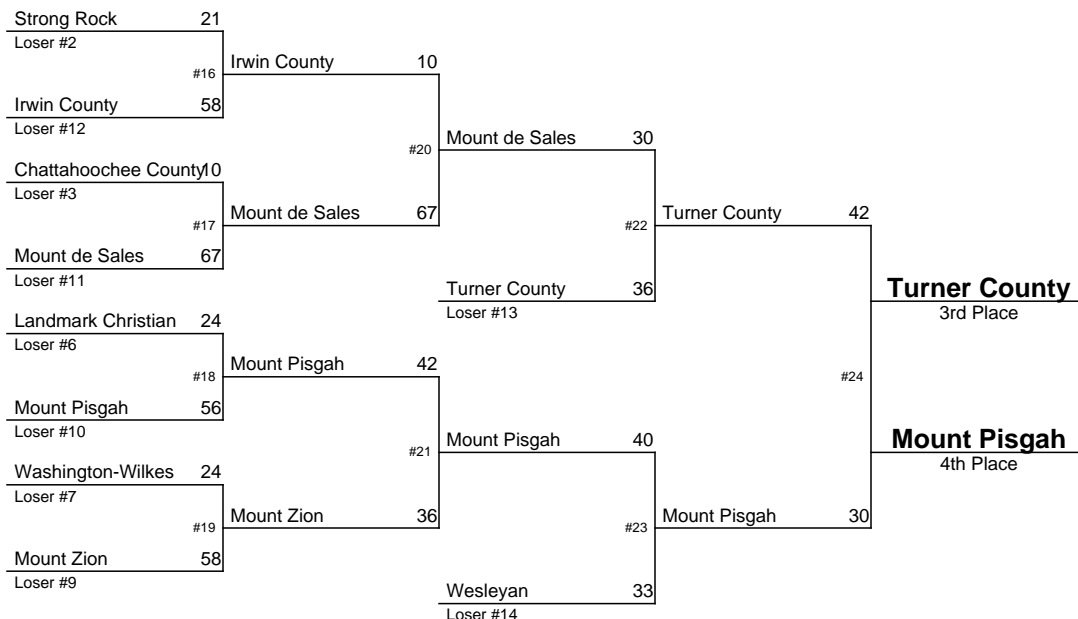 Strong Rock 21
Loser #2
#16
Irwin County 10
Irwin County 58
Loser #12
#20
Mount de Sales 30
Chattahoochee County 10
Loser #3
#17
Mount de Sales 67
#22
Turner County 42
Mount de Sales 67
Loser #11
Turner County 36
Loser #13
Turner County
3rd Place
Landmark Christian 24
Loser #6
#18
Mount Pisgah 42
#24
Mount Pisgah 56
Loser #10
#21
Mount Pisgah 40
Mount Pisgah
4th Place
Washington-Wilkes 24
Loser #7
#19
Mount Zion 36
#23
Mount Pisgah 30
Mount Zion 58
Loser #9
Wesleyan 33
Loser #14